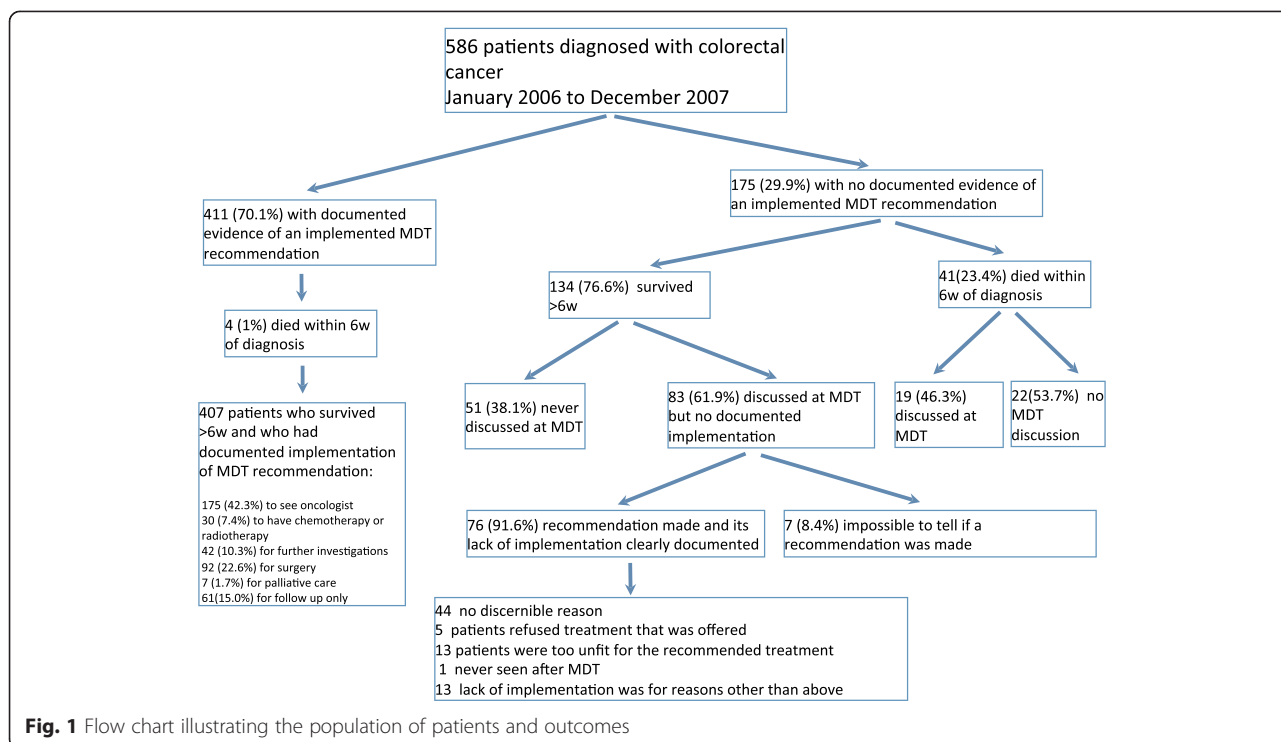 586 patients diagnosed with colorectal
cancer
January 2006 to December 2007
411 (70.1%) with documented
evidence of an implemented MDT
recommendation
175 (29.9%) with no documented evidence of
an implemented MDT recommendation
4 (1%) died within 6w
of diagnosis
134 (76.6%) survived
>6w
41(23.4%) died within
6w of diagnosis
407 patients who survived
>6w and who had
documented implementation
of MDT recommendation:
175 (42.3%) to see oncologist
30 (7.4%) to have chemotherapy or
radiotherapy
42 (10.3%) for further investigations
92 (22.6%) for surgery
7 (1.7%) for palliative care
61(15.0%) for follow up only
51 (38.1%) never
discussed at MDT
83 (61.9%) discussed at MDT
but no documented
implementation
19 (46.3%)
discussed at
MDT
22(53.7%) no
MDT
discussion
76 (91.6%) recommendation made and its
lack of implementation clearly documented
7 (8.4%) impossible to tell if a
recommendation was made
44 no discernible reason
5 patients refused treatment that was offered
13 patients were too unfit for the recommended treatment
1 never seen after MDT
13 lack of implementation was for reasons other than above
Fig. 1 Flow chart illustrating the population of patients and outcomes